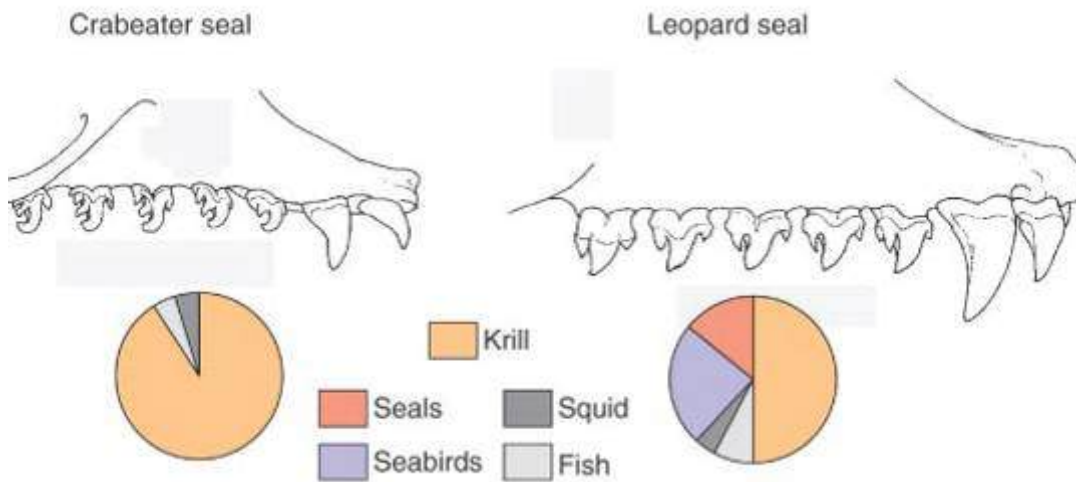 Crabeater seal
Leopard seal
Krill
Seals
Squid
Seabirds
Fish